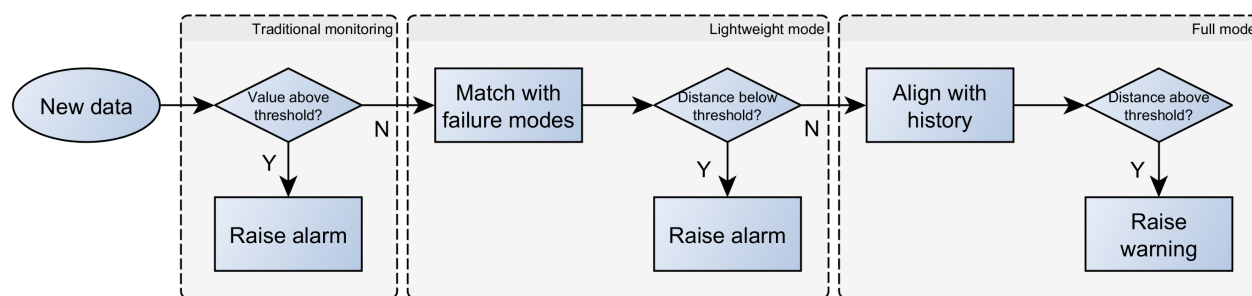 Traditional monitoring
Lightweight mode
Full mode
New data
Value above
threshold?
N
Y
Raise alarm
Match with
failure modes
Distance below
threshold?
N
Y
Raise alarm
Align with
history
Distance above
threshold?
Y
Raise
warning